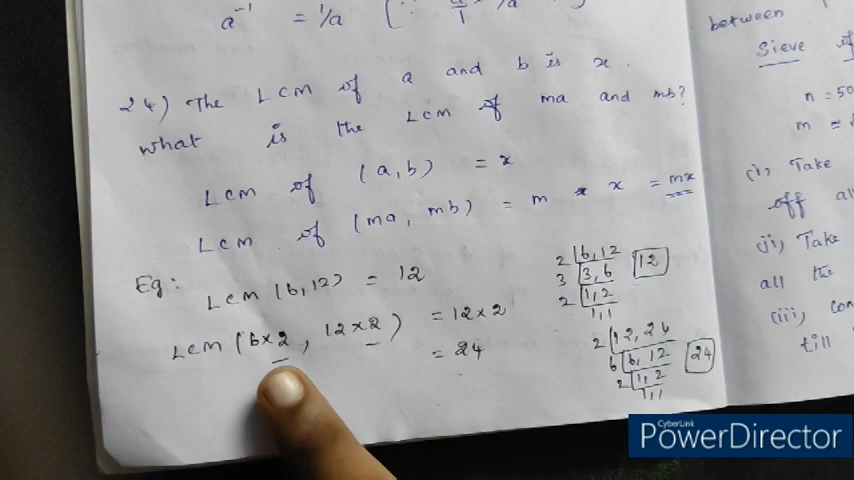 a⁻¹ = 1/a
24) The LCM of a and b is x.
what is the LCM of ma and mb?
LCM of (a,b) = x
LCM of (ma, mb) = m * x = mx
Eg:
LCM (6,12) = 12
LCM (6×2, 12×2) = 12×2
= 24
2 6,12
3 3,6
2 1,2
1,1
12
2 12,24
6 6,12
2 1,2
1,1
24
between
Sieve of
n = 50
m =
(i) Take
off all
(ii) Take
all the
(iii) con
till
CyberLink
PowerDirector